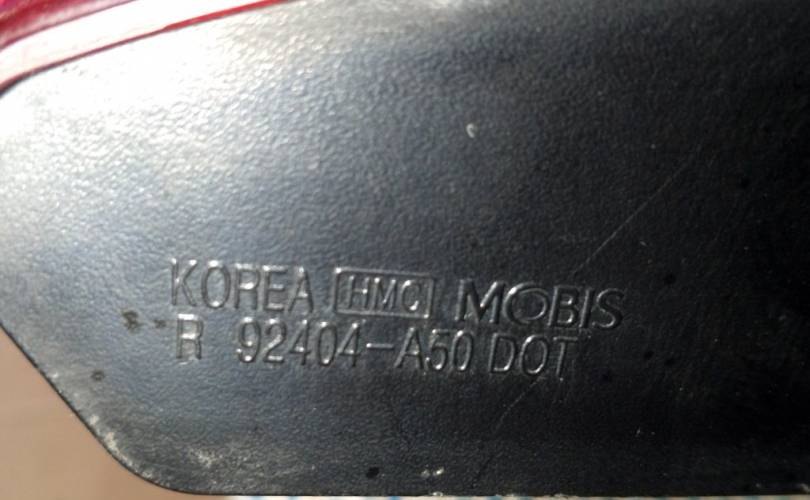 KOREA HMC MOBIS
R 92404-A50 DOT